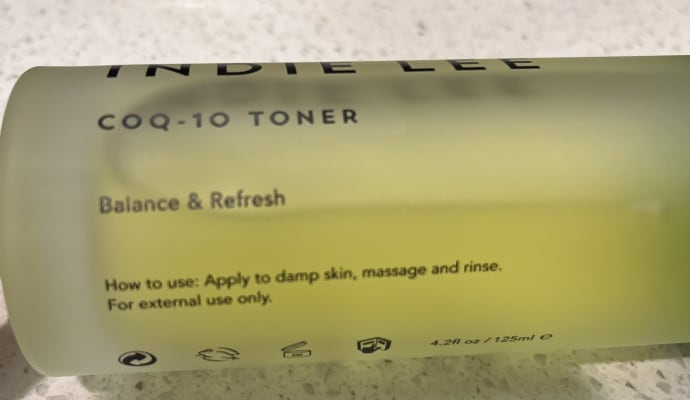 INDIE LEE
COQ-10 TONER
Balance & Refresh
How to use: Apply to damp skin, massage and rinse.
For external use only.
4.2fl oz / 125ml ℮